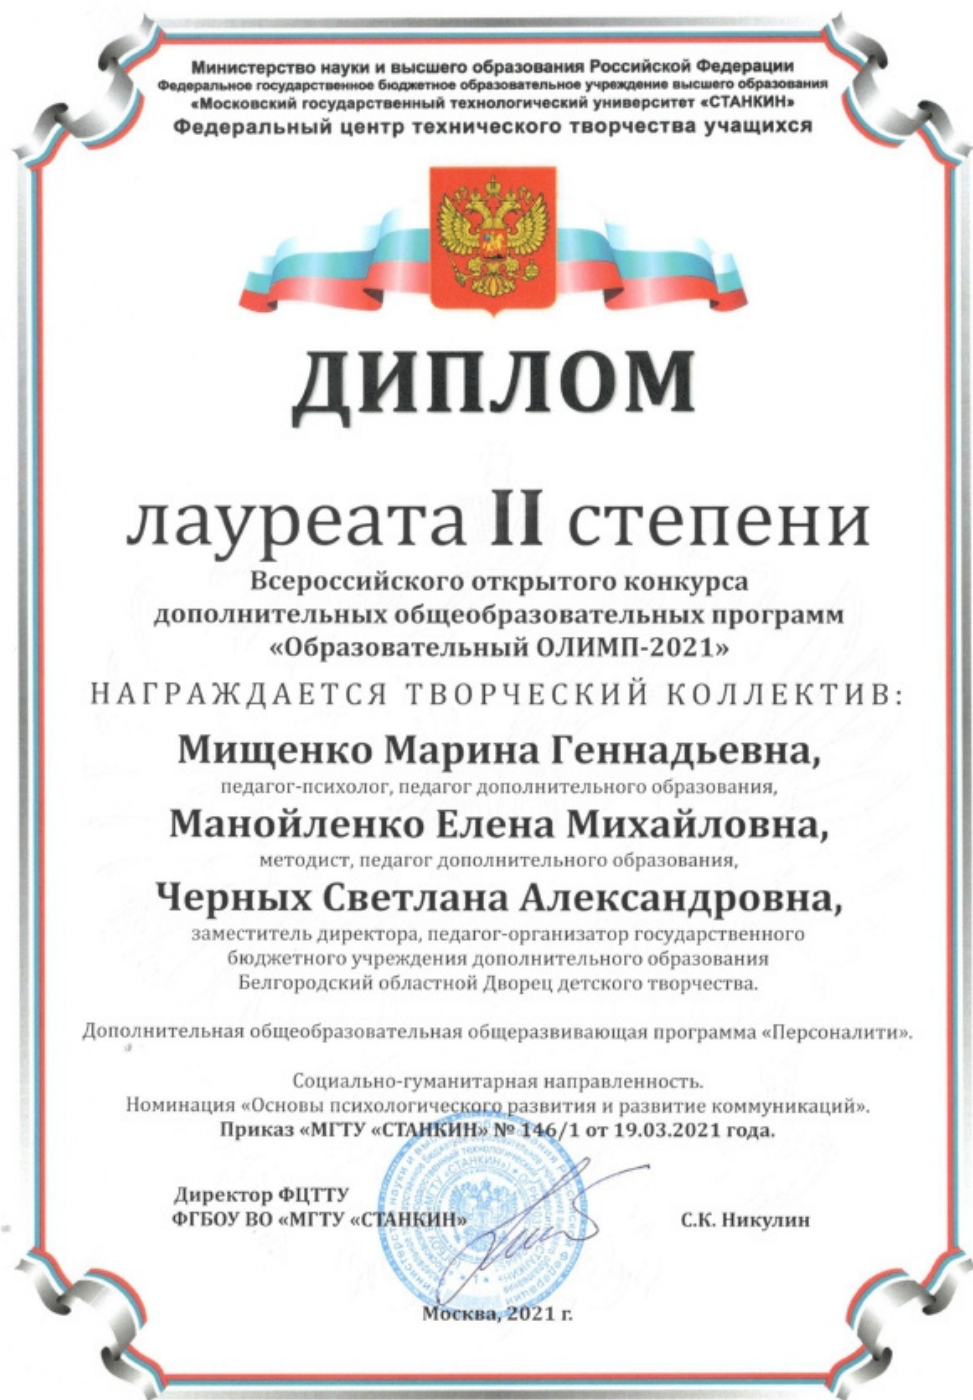 Министерство науки и высшего образования Российской Федерации
Федеральное государственное бюджетное образовательное учреждение высшего образования
«Московский государственный технологический университет «СТАНКИН»
Федеральный центр технического творчества учащихся
ДИПЛОМ
лауреата II степени
Всероссийского открытого конкурса
дополнительных общеобразовательных программ
«Образовательный ОЛИМП-2021»
НАГРАЖДАЕТСЯ ТВОРЧЕСКИЙ КОЛЛЕКТИВ:
Мищенко Марина Геннадьевна,
педагог-психолог, педагог дополнительного образования,
Манойленко Елена Михайловна,
методист, педагог дополнительного образования,
Черных Светлана Александровна,
заместитель директора, педагог-организатор государственного
бюджетного учреждения дополнительного образования
Белгородский областной Дворец детского творчества.
Дополнительная общеобразовательная общеразвивающая программа «Персоналити».
Социально-гуманитарная направленность.
Номинация «Основы психологического развития и развитие коммуникаций».
Приказ «МГТУ «СТАНКИН» № 146/1 от 19.03.2021 года.
Директор ФЦТТУ
ФГБОУ ВО «МГТУ «СТАНКИН»
С.К. Никулин
Москва, 2021 г.